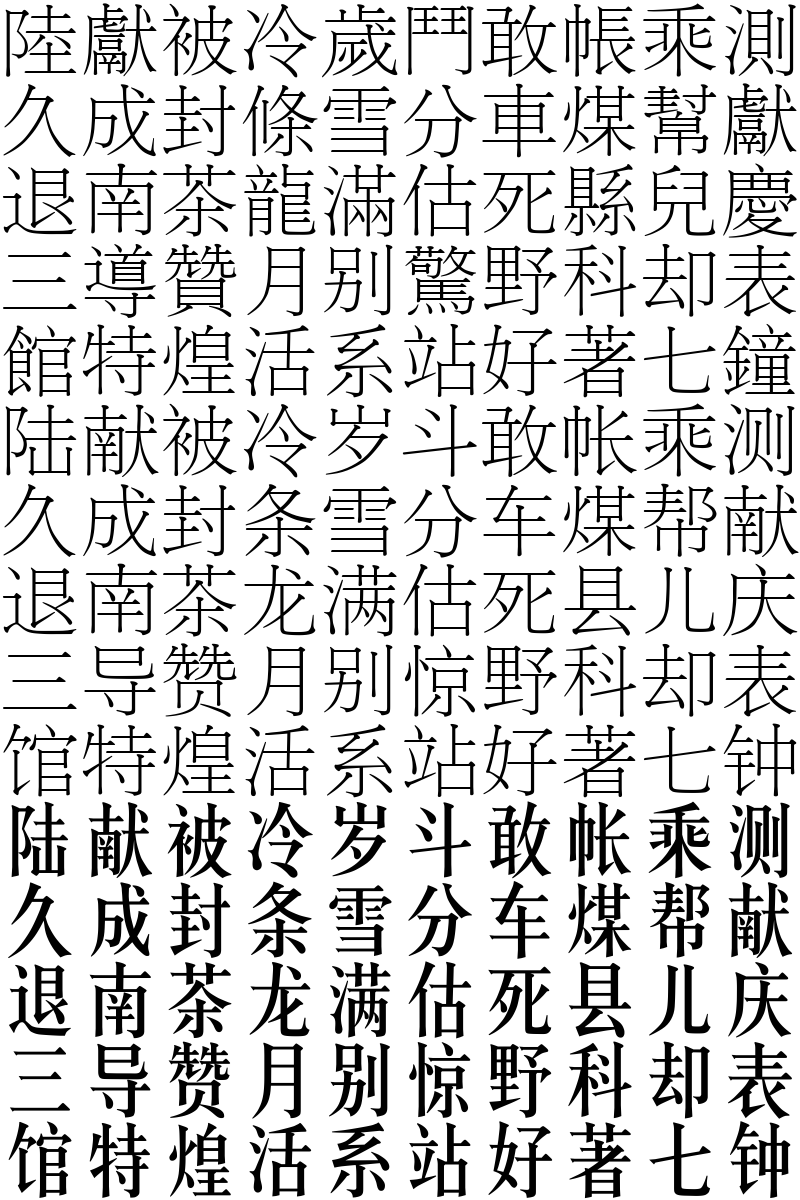 陸獻被冷歲鬥敢帳乘測
久成封條雪分車煤幫獻
退南茶龍滿估死縣兒慶
三導贊月別驚野科却表
館特煌活系站好著七鐘
陆献被冷岁斗敢帐乘测
久成封条雪分车煤帮献
退南茶龙满估死县儿庆
三导赞月别惊野科却表
馆特煌活系站好著七钟
陆献被冷岁斗敢帐乘测
久成封条雪分车煤帮献
退南茶龙满估死县儿庆
三导赞月别惊野科却表
馆特煌活系站好著七钟